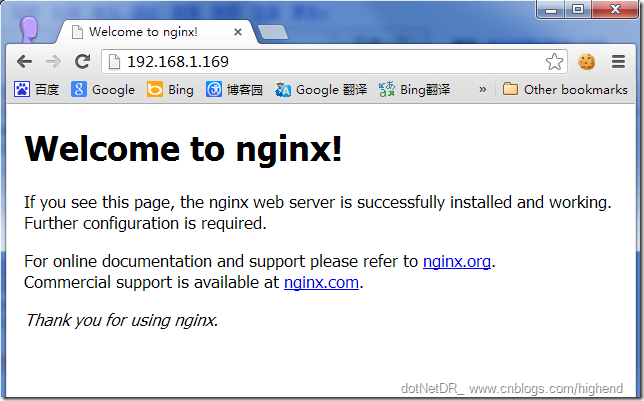 Welcome to nginx!
192.168.1.169
百度 Google Bing 博客园 Google 翻译 Bing翻译 » Other bookmarks
Welcome to nginx!
If you see this page, the nginx web server is successfully installed and working.
Further configuration is required.
For online documentation and support please refer to nginx.org.
Commercial support is available at nginx.com.
Thank you for using nginx.
dotNetDR_ www.cnblogs.com/highend